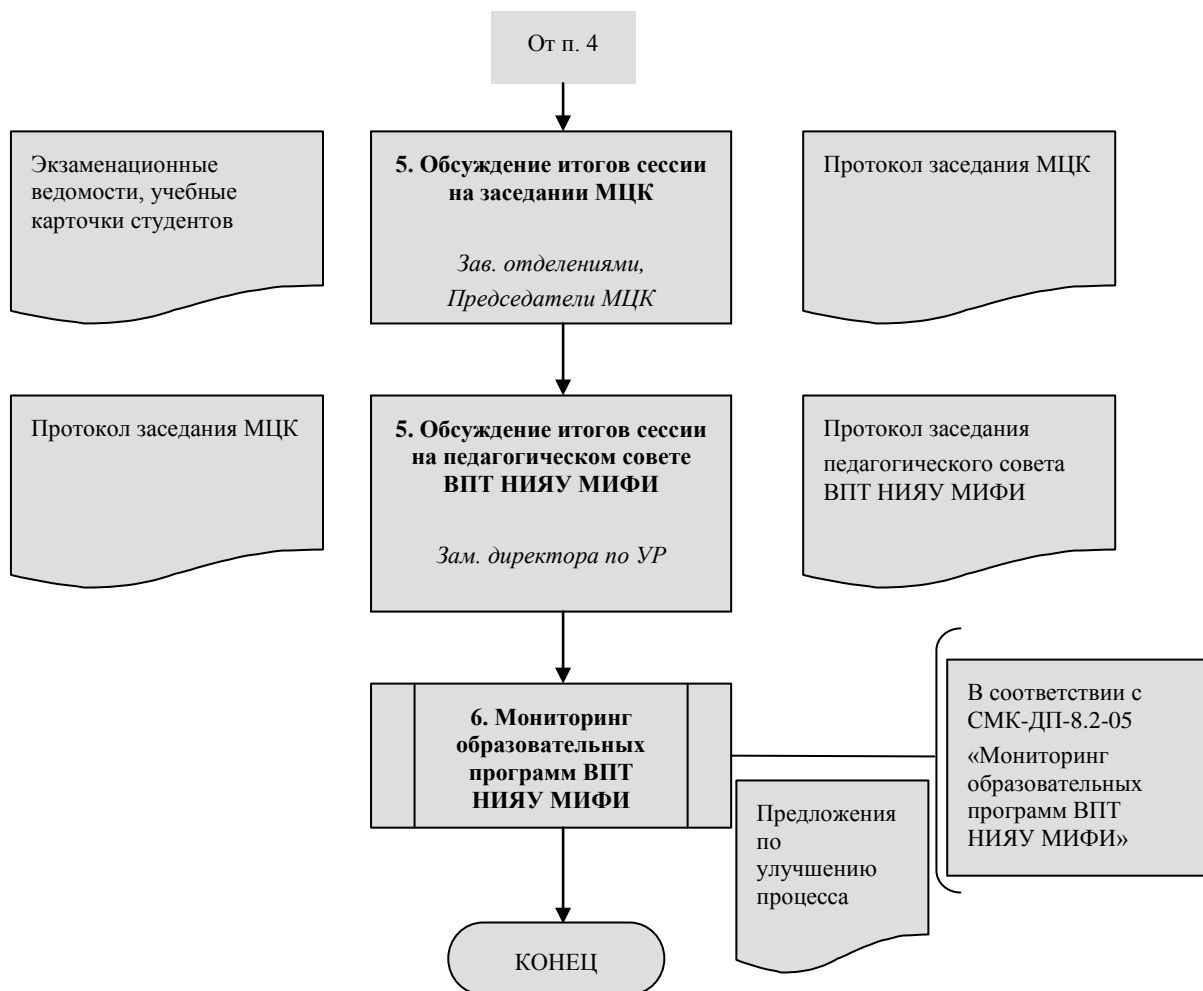 От п. 4
Экзаменационные
ведомости, учебные
карточки студентов
5. Обсуждение итогов сессии
на заседании МЦК
Зав. отделениями,
Председатели МЦК
Протокол заседания МЦК
Протокол заседания МЦК
5. Обсуждение итогов сессии
на педагогическом совете
ВПТ НИЯУ МИФИ
Зам. директора по УР
Протокол заседания
педагогического совета
ВПТ НИЯУ МИФИ
6. Мониторинг
образовательных
программ ВПТ
НИЯУ МИФИ
В соответствии с
СМК-ДП-8.2-05
«Мониторинг
образовательных
программ ВПТ
НИЯУ МИФИ»
Предложения
по
улучшению
процесса
КОНЕЦ